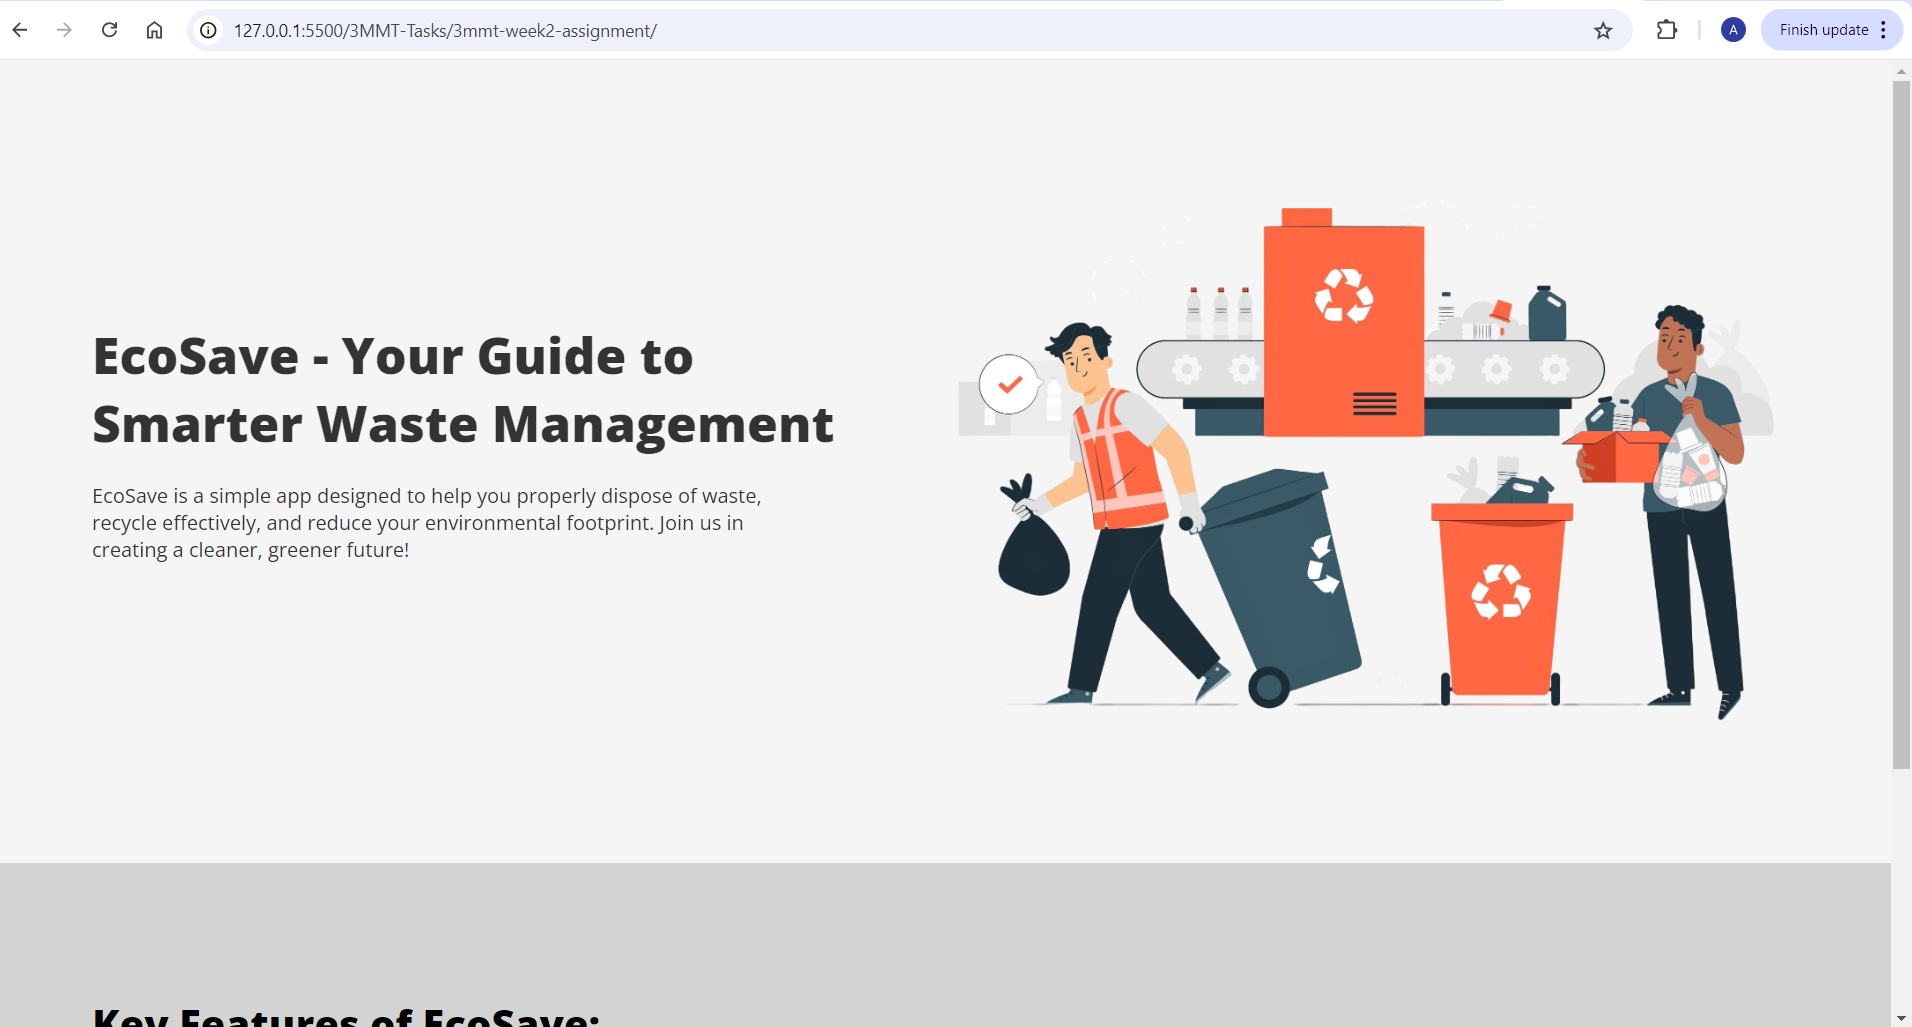 127.0.0.1:5500/3MMT-Tasks/3mmt-week2-assignment/
A
Finish update
EcoSave - Your Guide to
Smarter Waste Management
EcoSave is a simple app designed to help you properly dispose of waste,
recycle effectively, and reduce your environmental footprint. Join us in
creating a cleaner, greener future!
Key Features of EcoSave: